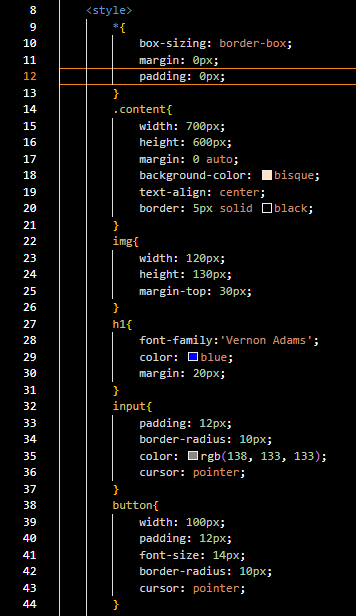 8 <style>
9 *{
10 box-sizing: border-box;
11 margin: 0px;
12 padding: 0px;
13 }
14 .content{
15 width: 700px;
16 height: 600px;
17 margin: 0 auto;
18 background-color: bisque;
19 text-align: center;
20 border: 5px solid black;
21 }
22 img{
23 width: 120px;
24 height: 130px;
25 margin-top: 30px;
26 }
27 h1{
28 font-family:'Vernon Adams';
29 color: blue;
30 margin: 20px;
31 }
32 input{
33 padding: 12px;
34 border-radius: 10px;
35 color: rgb(138, 133, 133);
36 cursor: pointer;
37 }
38 button{
39 width: 100px;
40 padding: 12px;
41 font-size: 14px;
42 border-radius: 10px;
43 cursor: pointer;
44 }